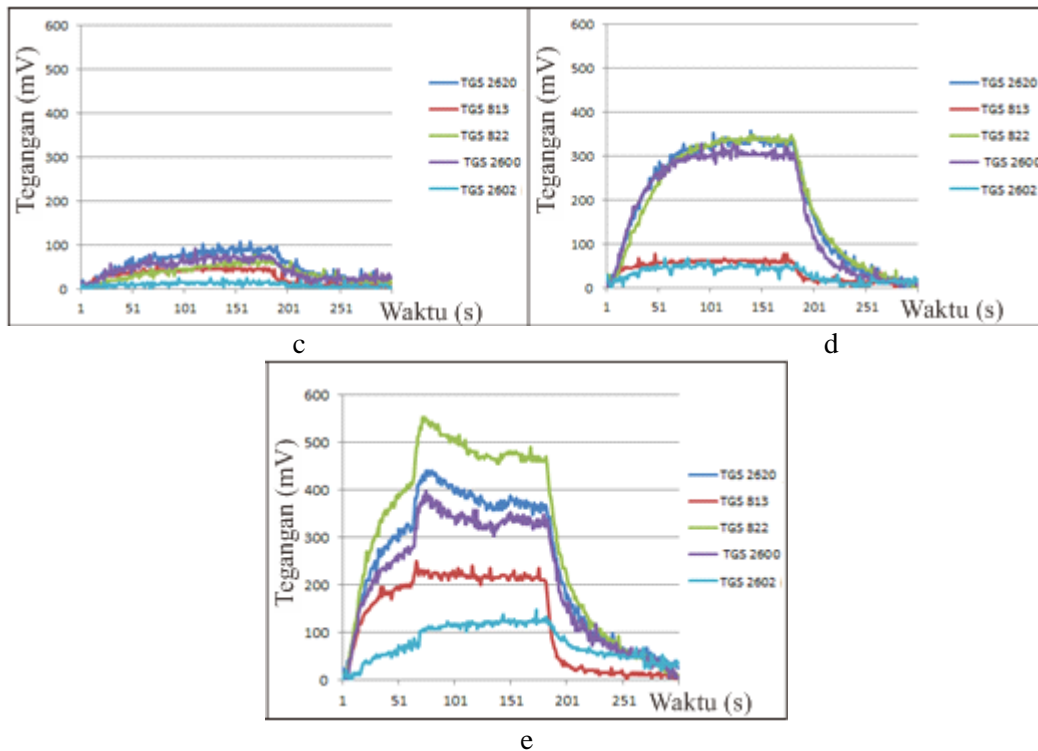 600
500
400
300
200
100
0
Tegangan (mV)
TGS 2620
TGS 813
TGS 822
TGS 2600
TGS 2602
1 51 101 151 201 251
Waktu (s)
c
600
500
400
300
200
100
0
Tegangan (mV)
TGS 2620
TGS 813
TGS 822
TGS 2600
TGS 2602
1 51 101 151 201 251
Waktu (s)
d
600
500
400
300
200
100
0
Tegangan (mV)
TGS 2620
TGS 813
TGS 822
TGS 2600
TGS 2602
1 51 101 151 201 251
Waktu (s)
e